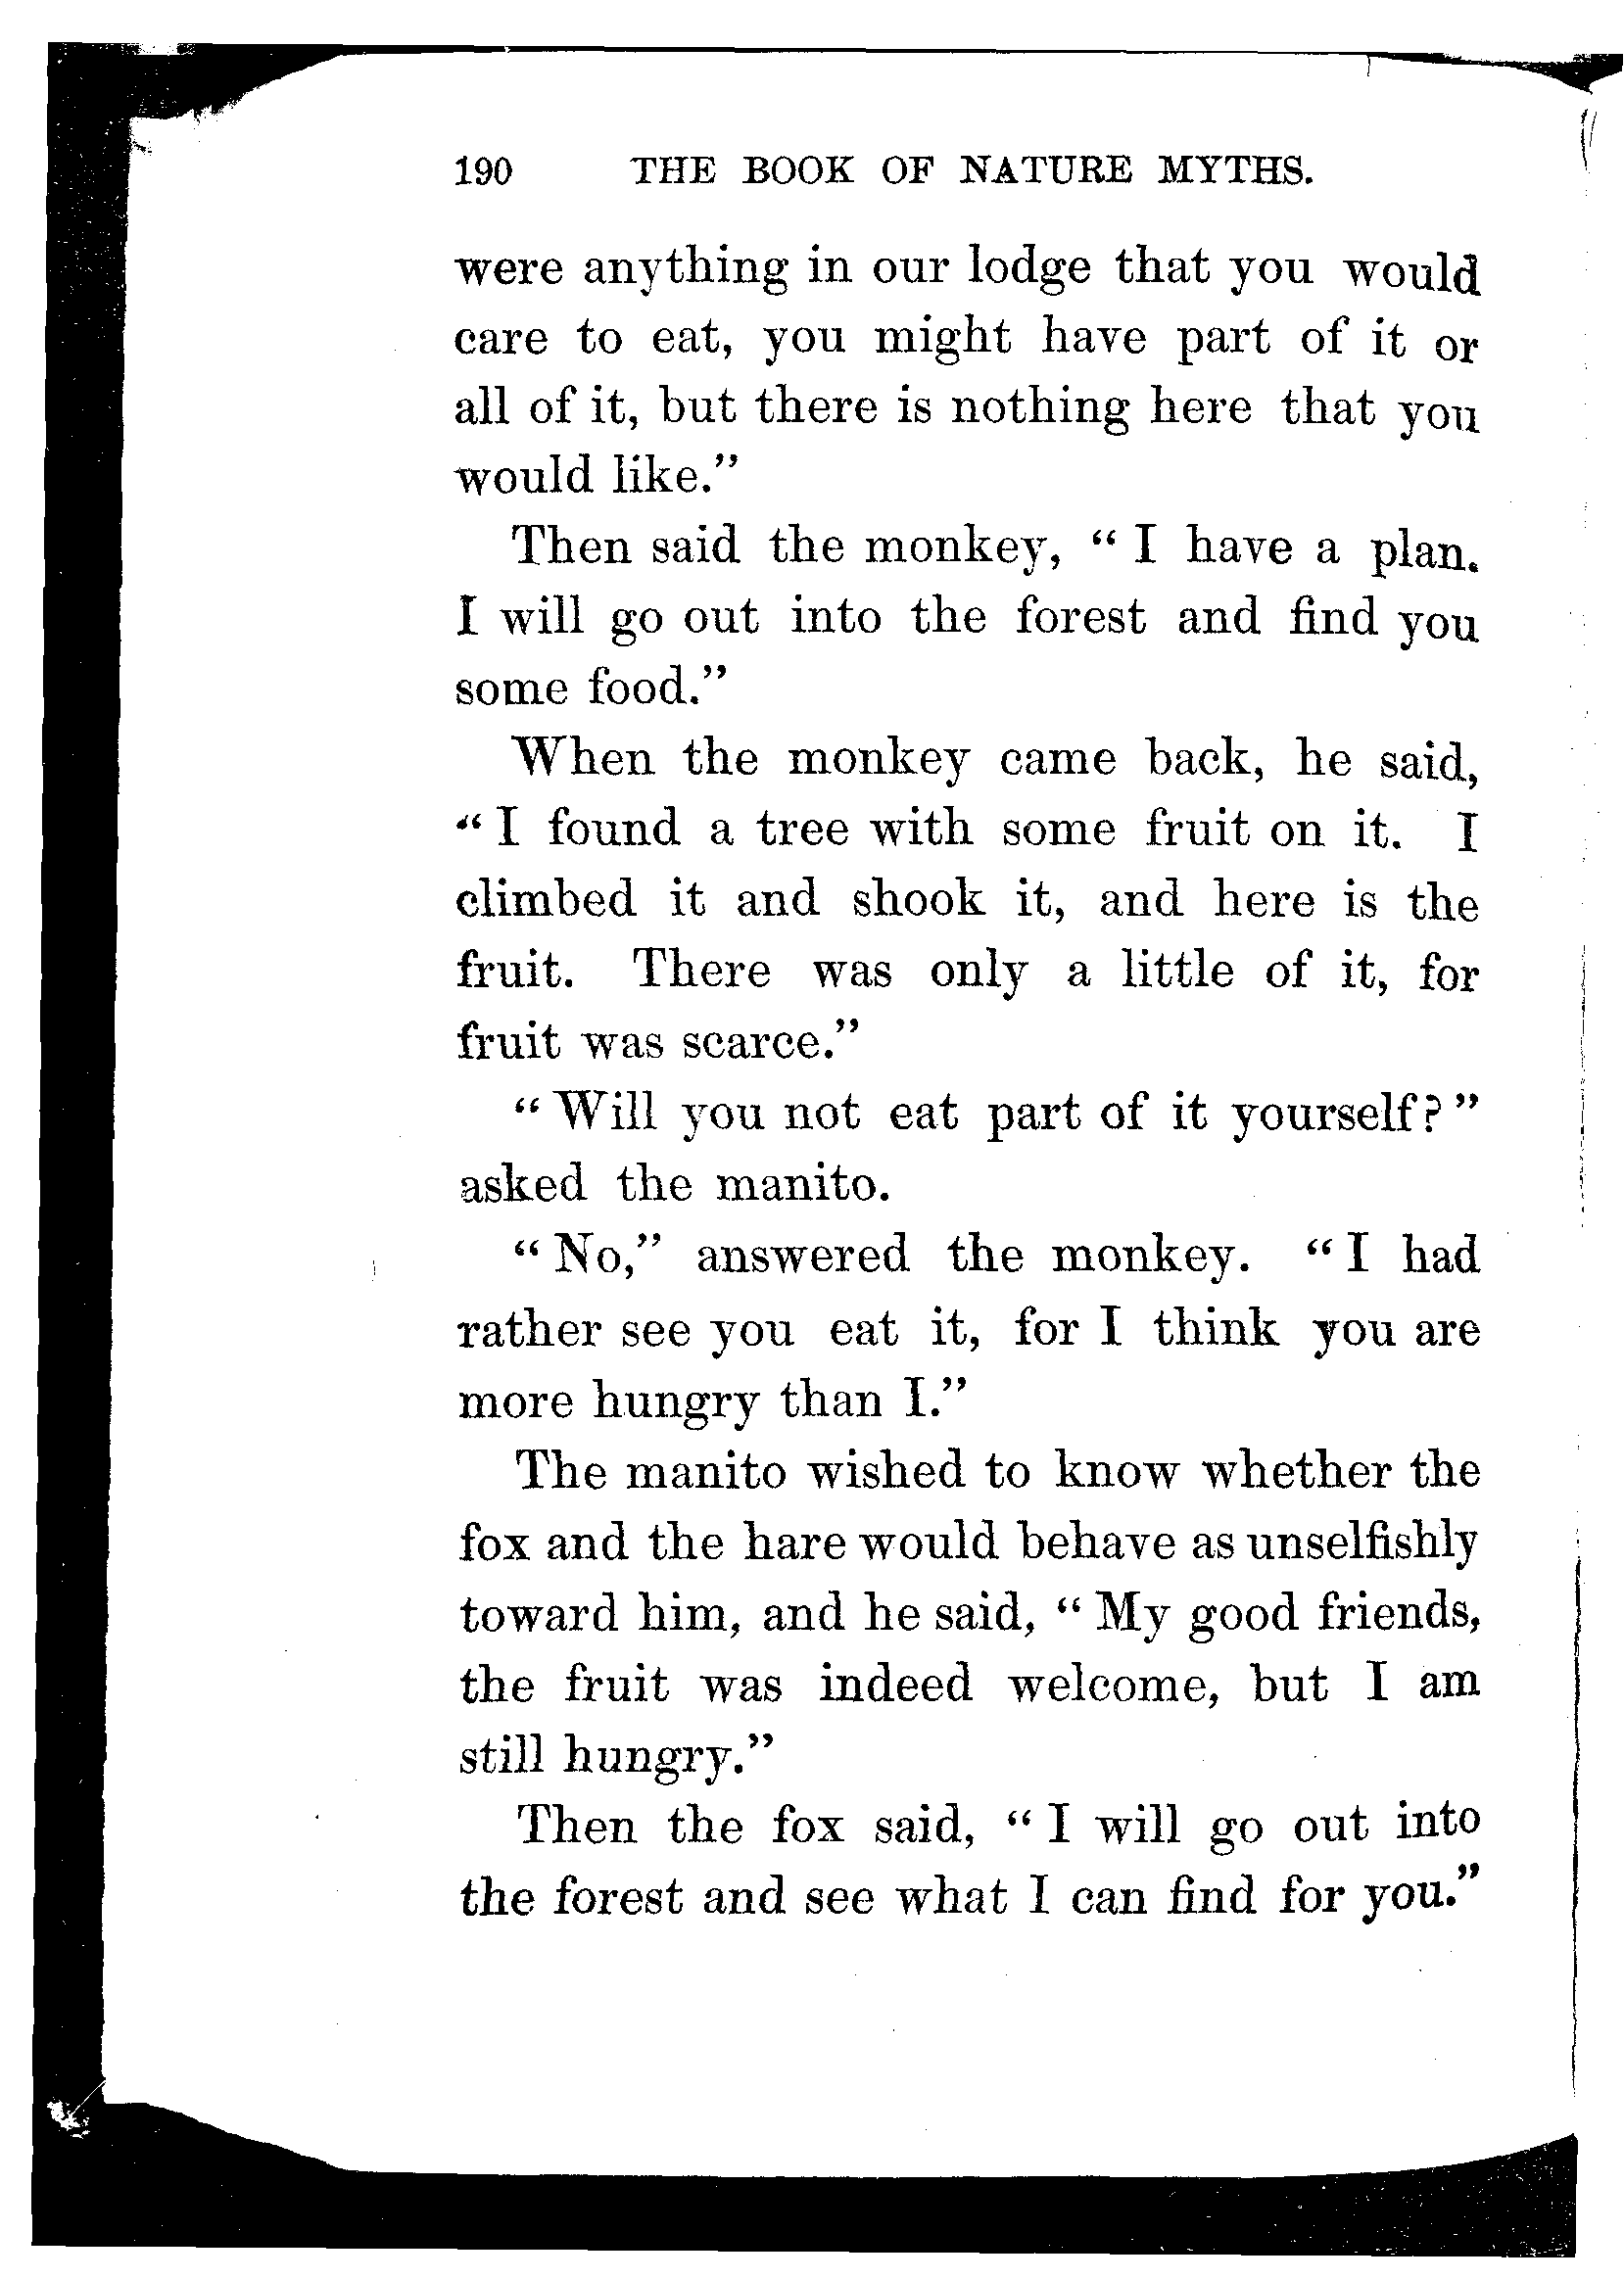 190 THE BOOK OF NATURE MYTHS.
were anything in our lodge that you would
care to eat, you might have part of it or
all of it, but there is nothing here that you
would like.”
Then said the monkey, “ I have a plan.
I will go out into the forest and find you
some food.”
When the monkey came back, he said,
“ I found a tree with some fruit on it. I
climbed it and shook it, and here is the
fruit. There was only a little of it, for
fruit was scarce.”
“ Will you not eat part of it yourself? ”
asked the manito.
“ No,” answered the monkey. “ I had
rather see you eat it, for I think you are
more hungry than I.”
The manito wished to know whether the
fox and the hare would behave as unselfishly
toward him, and he said, “ My good friends,
the fruit was indeed welcome, but I am
still hungry.”
Then the fox said, “ I will go out into
the forest and see what I can find for you.”